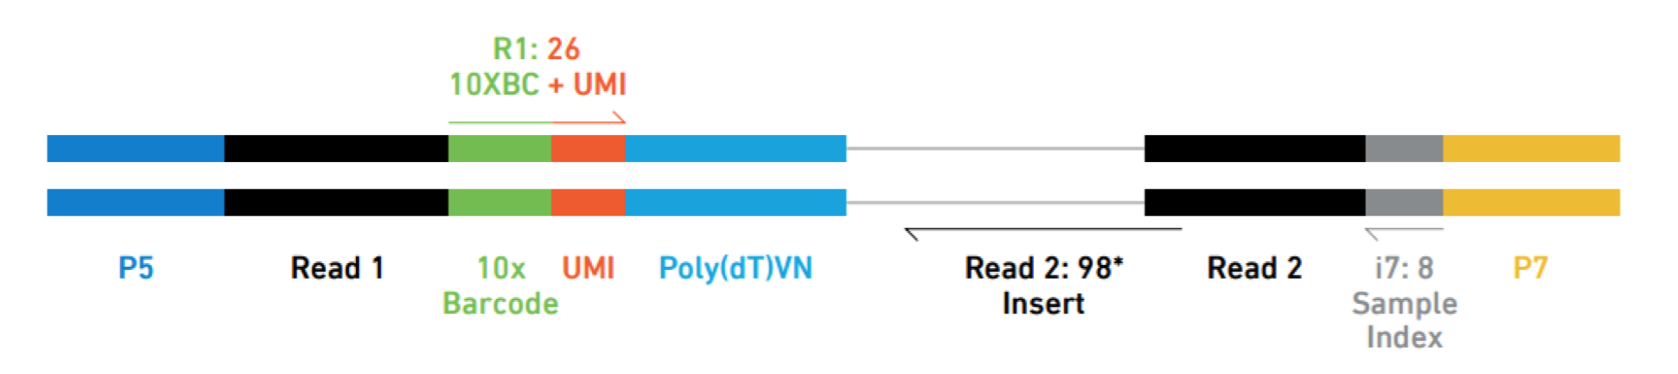 R1: 26
10XBC + UMI
P5
Read 1
10x
Barcode
UMI
Poly(dT)VN
Read 2: 98*
Insert
Read 2
i7: 8
Sample
Index
P7